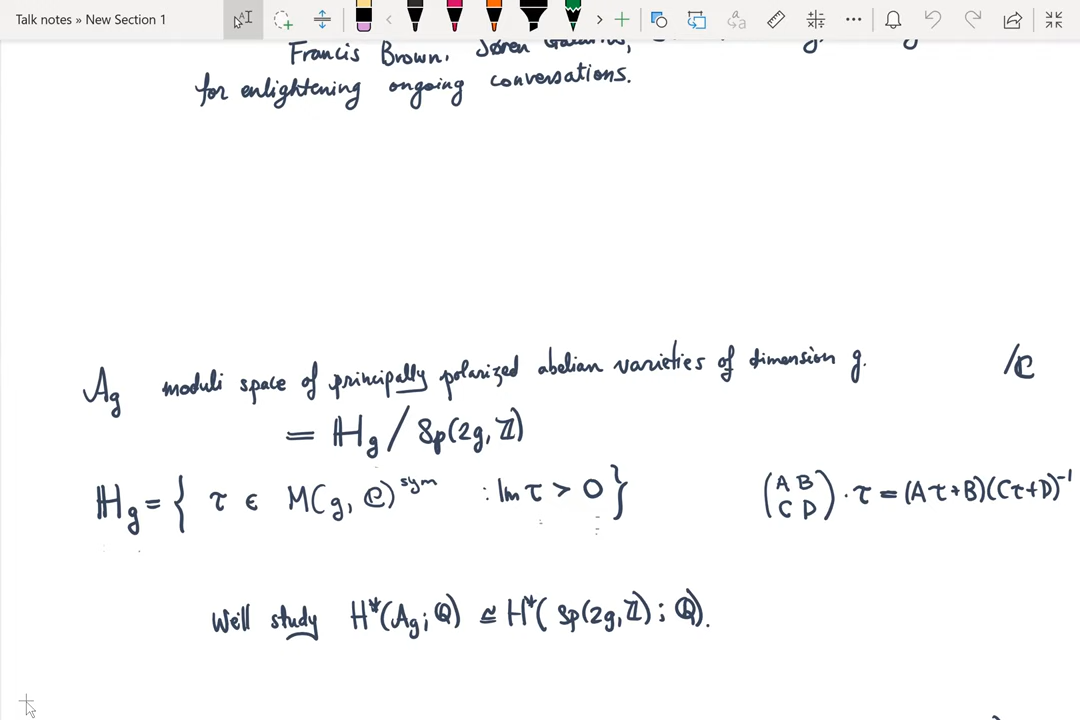 Talk notes » New Section 1
Francis Brown, Søren
for enlightening ongoing conversations.
A_g moduli space of principally polarized abelian varieties of dimension g. /ℂ
= ℍ_g / Sp(2g, ℤ)
ℍ_g = { τ ∈ M(g, ℂ)^sym : Im τ > 0 } (A B C D) · τ = (Aτ+B)(Cτ+D)^-1
We'll study H*(A_g; ℚ) ≅ H*(Sp(2g, ℤ); ℚ).